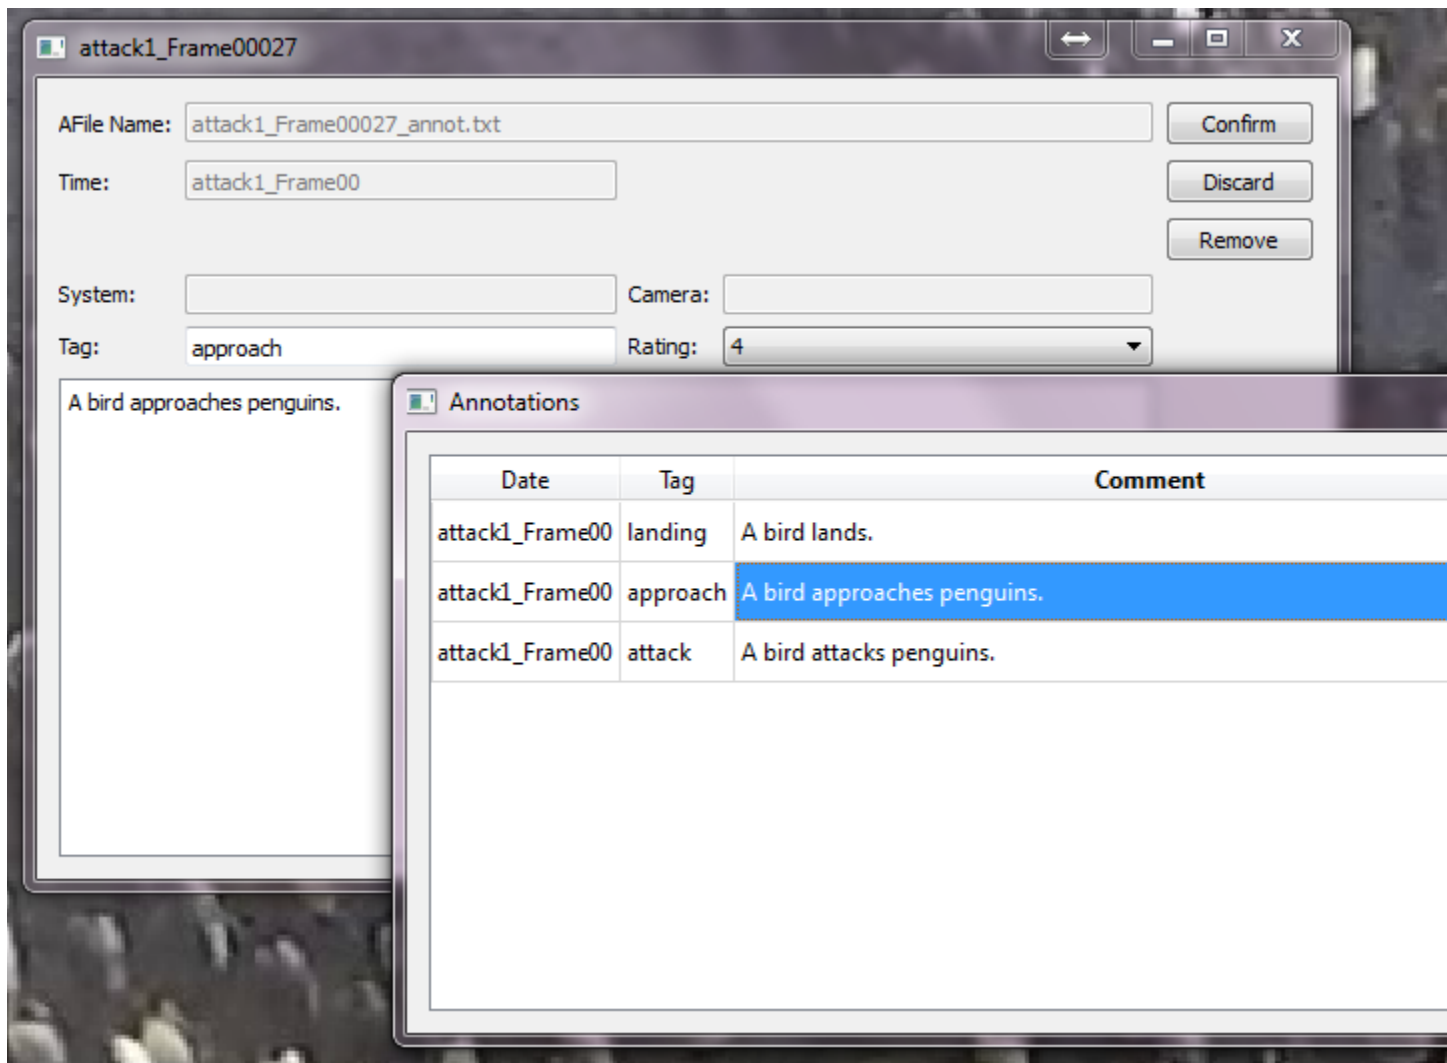 attack1_Frame00027
AFile Name: attack1_Frame00027_annot.txt Confirm
Time: attack1_Frame00 Discard
Remove
System: Camera:
Tag: approach Rating: 4
A bird approaches penguins.
Annotations
Date Tag Comment
attack1_Frame00 landing A bird lands.
attack1_Frame00 approach A bird approaches penguins.
attack1_Frame00 attack A bird attacks penguins.